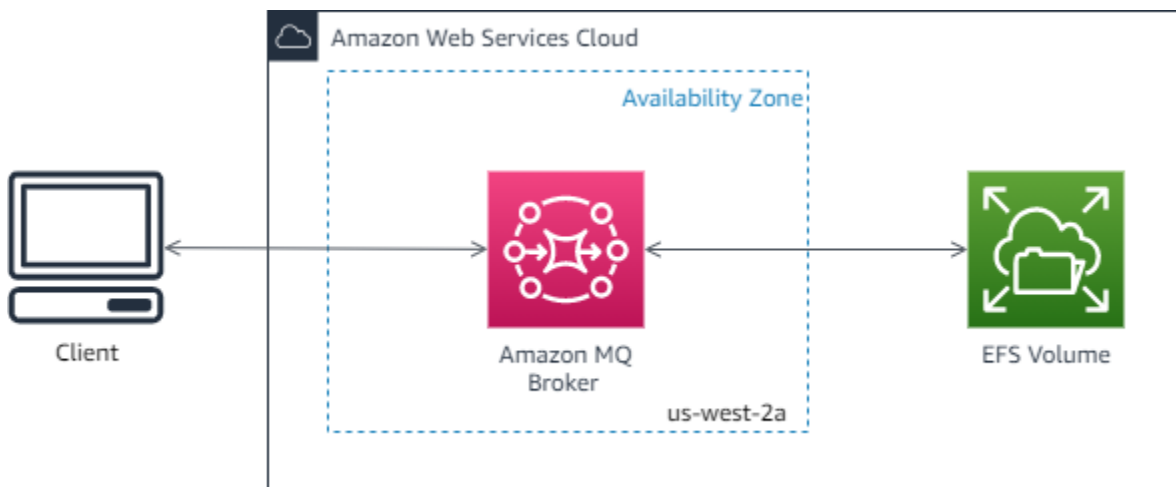 Amazon Web Services Cloud
Availability Zone
Client
Amazon MQ
Broker
EFS Volume
us-west-2a